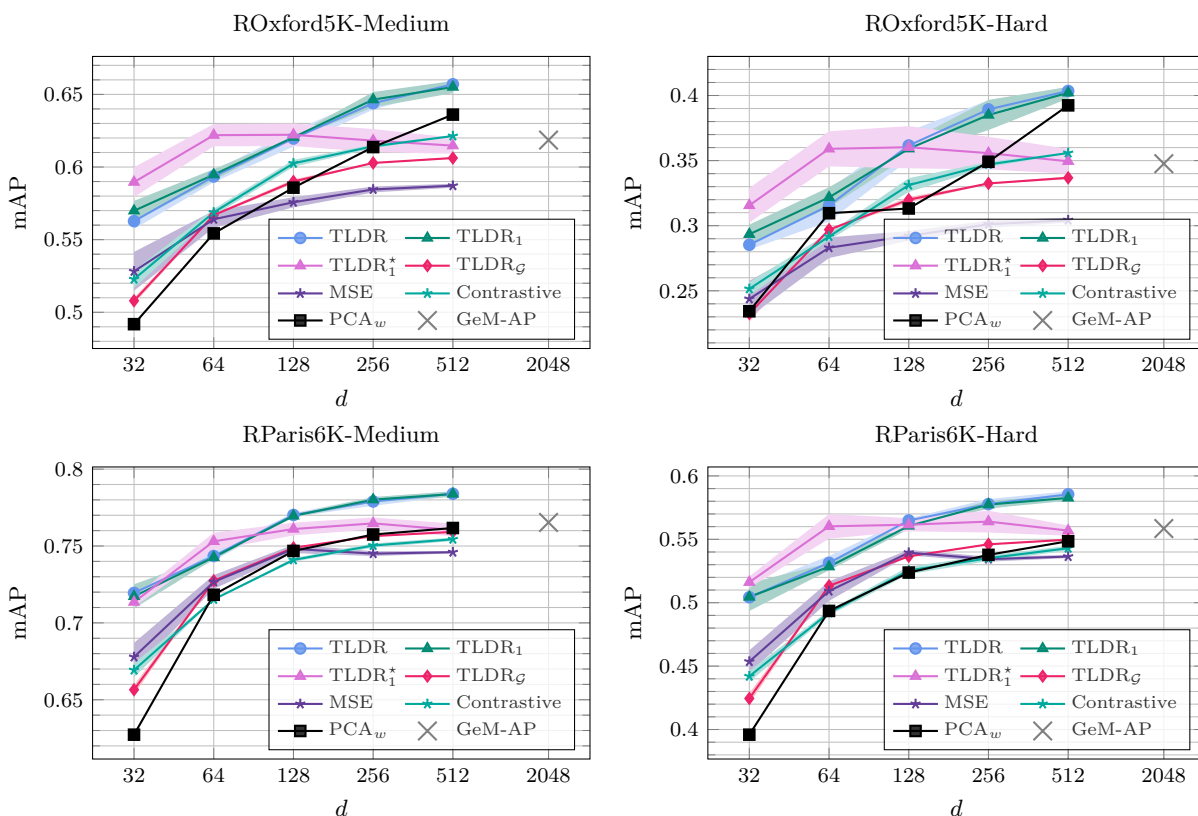 ROxford5K-Medium
mAP
0.65
0.6
0.55
0.5
TLDR TLDR₁
TLDR₁⋆ TLDR𝒢
MSE Contrastive
PCAw GeM-AP
32 64 128 256 512 2048
d
ROxford5K-Hard
mAP
0.4
0.35
0.3
0.25
TLDR TLDR₁
TLDR₁⋆ TLDR𝒢
MSE Contrastive
PCAw GeM-AP
32 64 128 256 512 2048
d
RParis6K-Medium
mAP
0.8
0.75
0.7
0.65
TLDR TLDR₁
TLDR₁⋆ TLDR𝒢
MSE Contrastive
PCAw GeM-AP
32 64 128 256 512 2048
d
RParis6K-Hard
mAP
0.6
0.55
0.5
0.45
0.4
TLDR TLDR₁
TLDR₁⋆ TLDR𝒢
MSE Contrastive
PCAw GeM-AP
32 64 128 256 512 2048
d